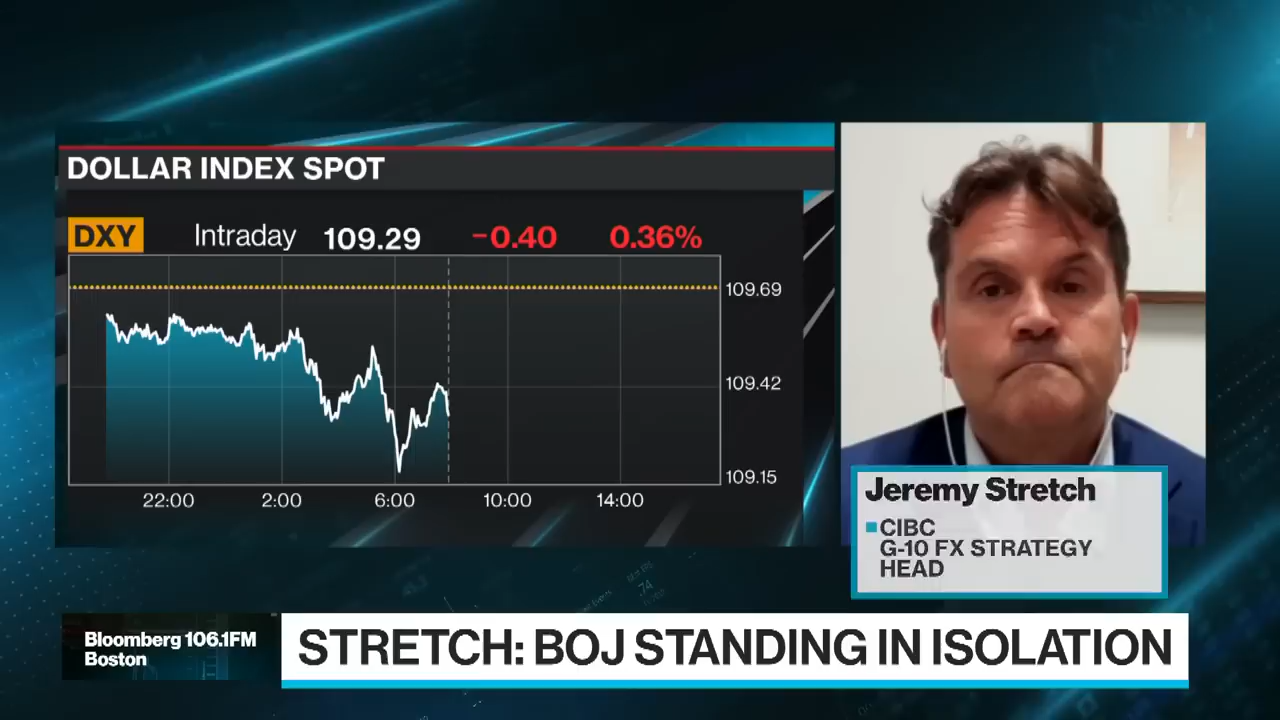 DOLLAR INDEX SPOT
DXY Intraday 109.29 -0.40 0.36%
109.69
109.42
109.15
22:00 2:00 6:00 10:00 14:00
Jeremy Stretch
CIBC
G-10 FX STRATEGY
HEAD
Bloomberg 106.1FM
Boston
STRETCH: BOJ STANDING IN ISOLATION